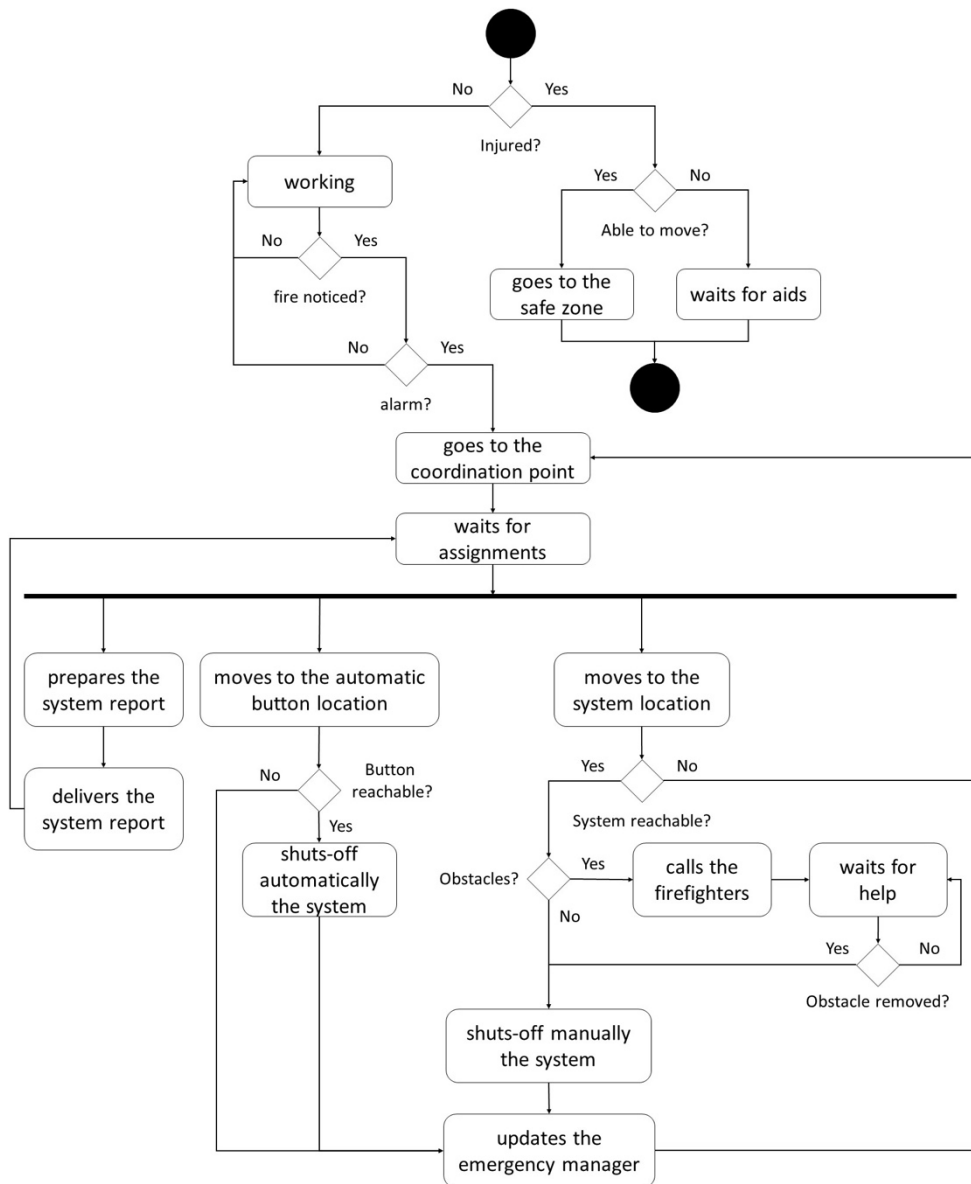 No
Yes
Injured?
working
Yes
No
Able to move?
No
Yes
fire noticed?
goes to the
safe zone
waits for aids
No
Yes
alarm?
goes to the
coordination point
waits for
assignments
prepares the
system report
moves to the automatic
button location
moves to the
system location
delivers the
system report
No
Button
reachable?
Yes
shuts-off
automatically
the system
Yes
No
System reachable?
Obstacles?
Yes
calls the
firefighters
waits for
help
No
Yes
No
Obstacle removed?
shuts-off manually
the system
updates the
emergency manager